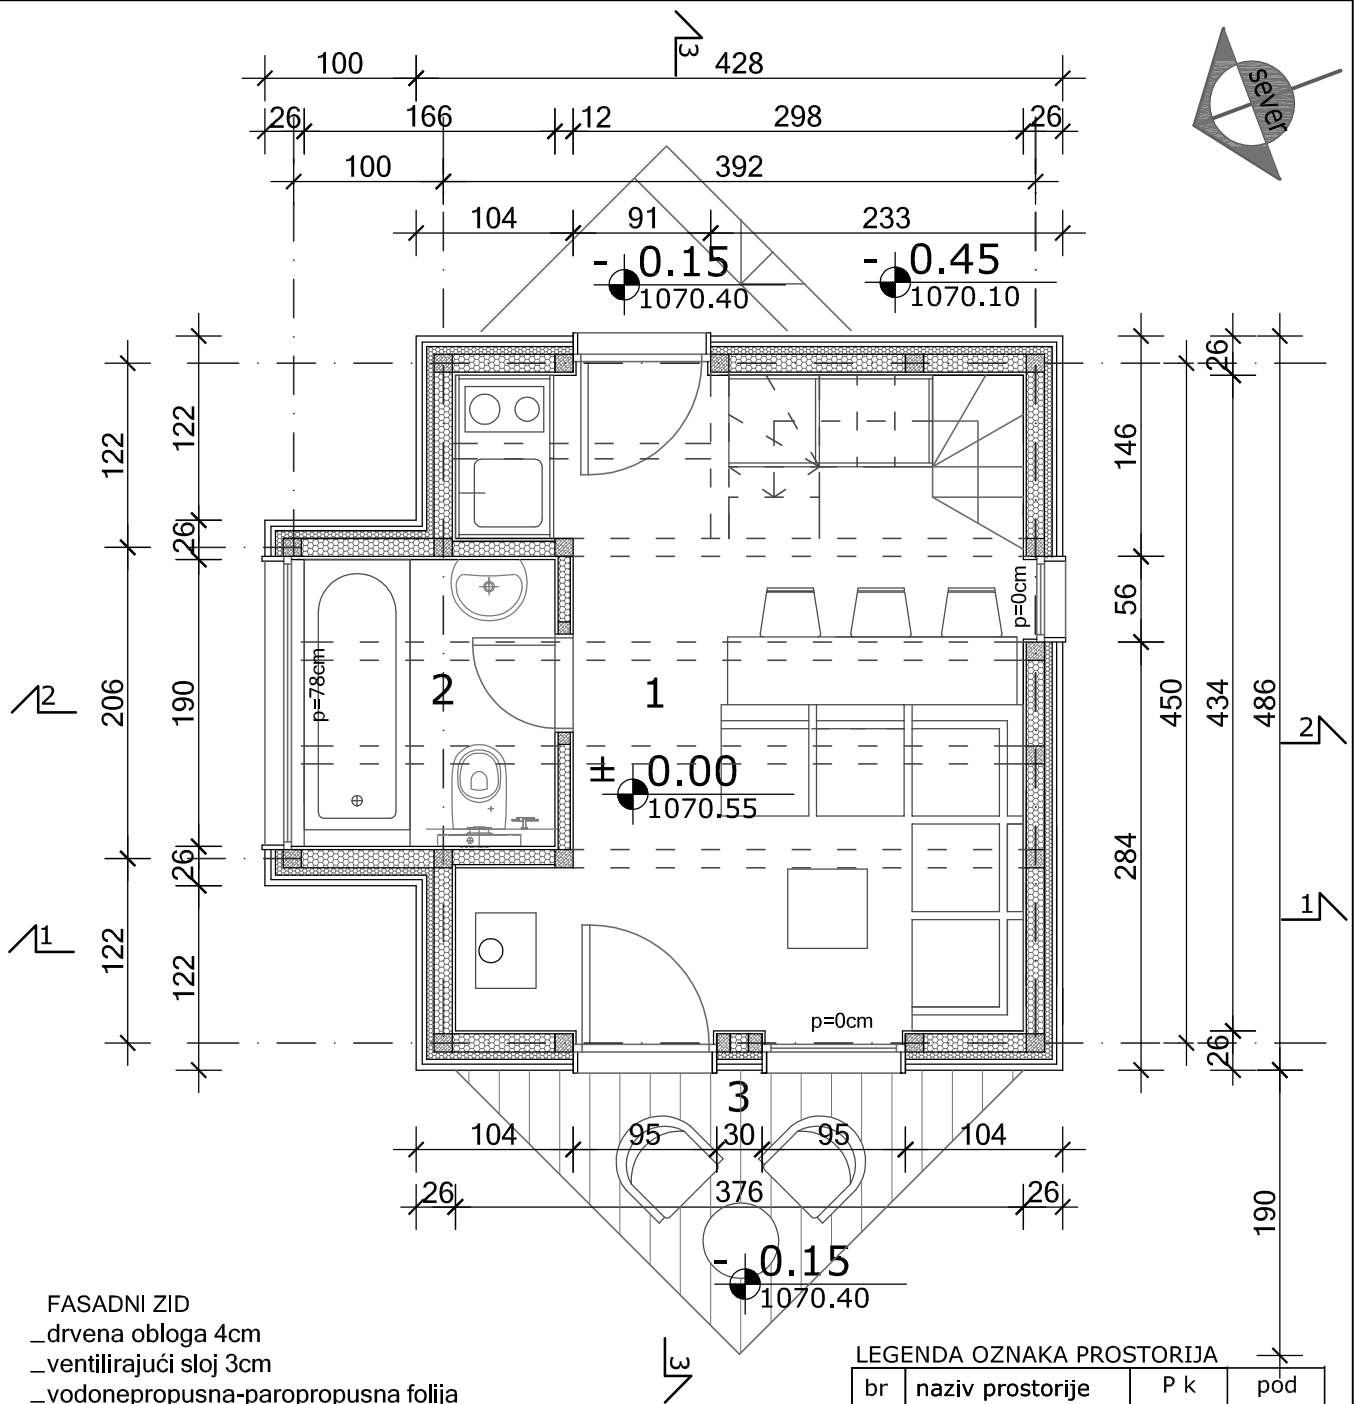 3
100 428
26 166 12 298 26
100 392
104 91 233
sever
- 0.15
1070.40
- 0.45
1070.10
122
206
122
122
26
190
26
122
146
56
284
450
26
434
26
486
190
p=0cm
p=78cm
2
1
± 0.00
1070.55
2
1
2
1
p=0cm
3
104 95 30 95 104
26 376 26
- 0.15
1070.40
3
FASADNI ZID
_drvena obloga 4cm
_ventilirajući sloj 3cm
_vodonepropusna-paropropusna folija
LEGENDA OZNAKA PROSTORIJA
br naziv prostorije P k pod